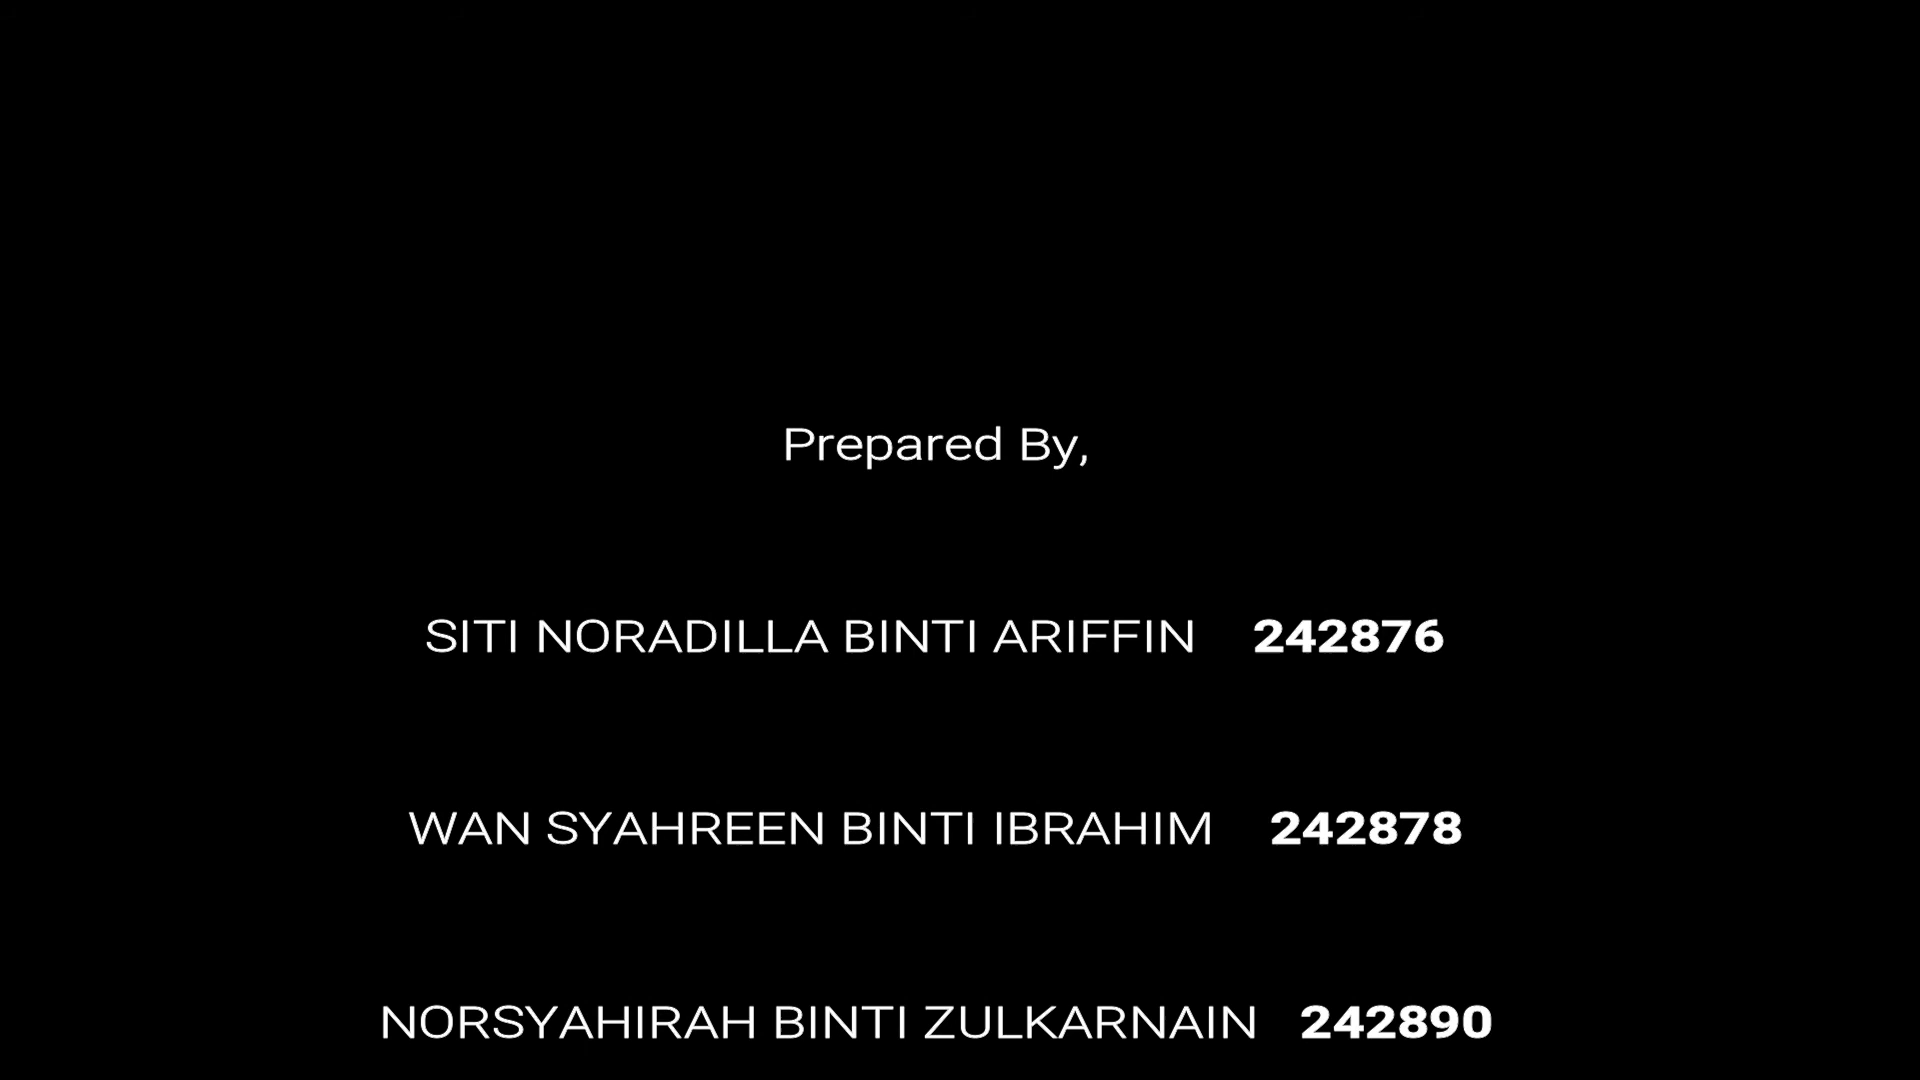 Prepared By,
SITI NORADILLA BINTI ARIFFIN 242876
WAN SYAHREEN BINTI IBRAHIM 242878
NORSYAHIRAH BINTI ZULKARNAIN 242890